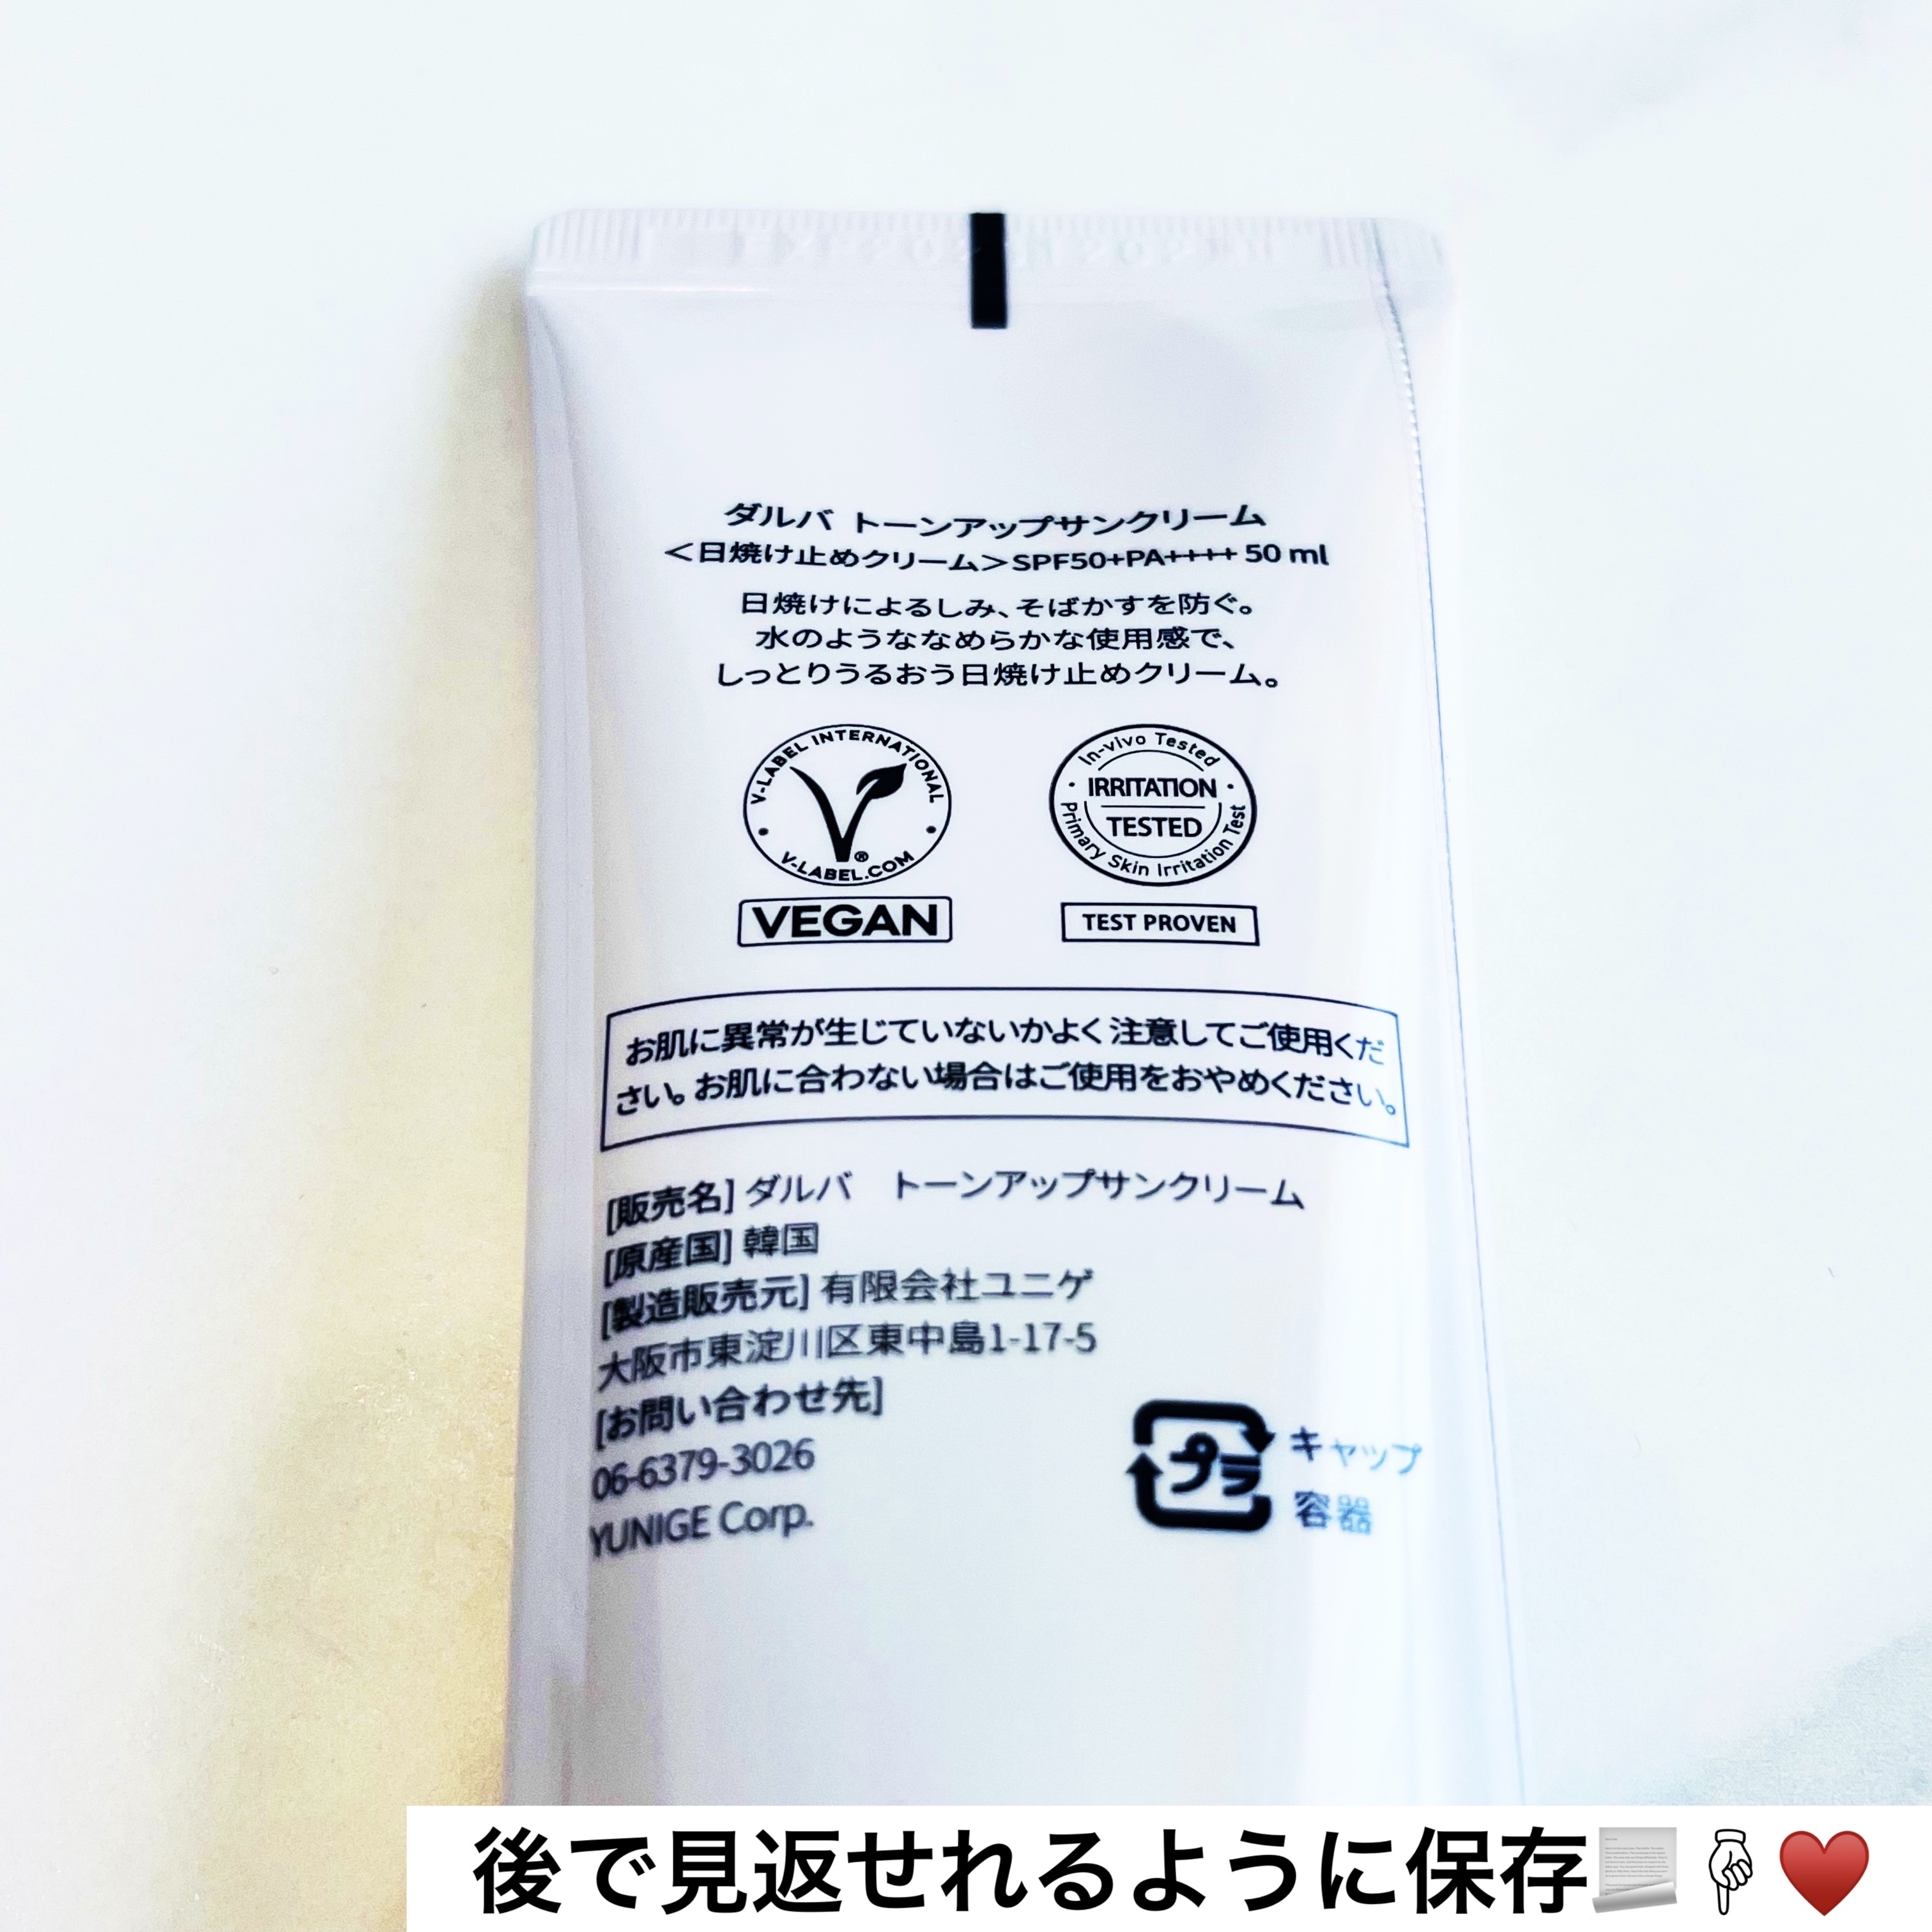 ダルバ トーンアップサンクリーム
＜日焼け止めクリーム＞SPF50+PA++++ 50 ml
日焼けによるしみ、そばかすを防ぐ。
水のようななめらかな使用感で、
しっとりうるおう日焼け止めクリーム。
V-LABEL INTERNATIONAL
V-LABEL.COM
®
VEGAN
In-vivo Tested
IRRITATION
TESTED
Primary Skin Irritation Test
TEST PROVEN
お肌に異常が生じていないかよく注意してご使用くだ
さい。お肌に合わない場合はご使用をおやめください。
[販売名] ダルバ　トーンアップサンクリーム
[原産国] 韓国
[製造販売元] 有限会社ユニゲ
大阪市東淀川区東中島1-17-5
[お問い合わせ先]
06-6379-3026
YUNIGE Corp.
プラ
キャップ
容器
後で見返せれるように保存📃👇♥️